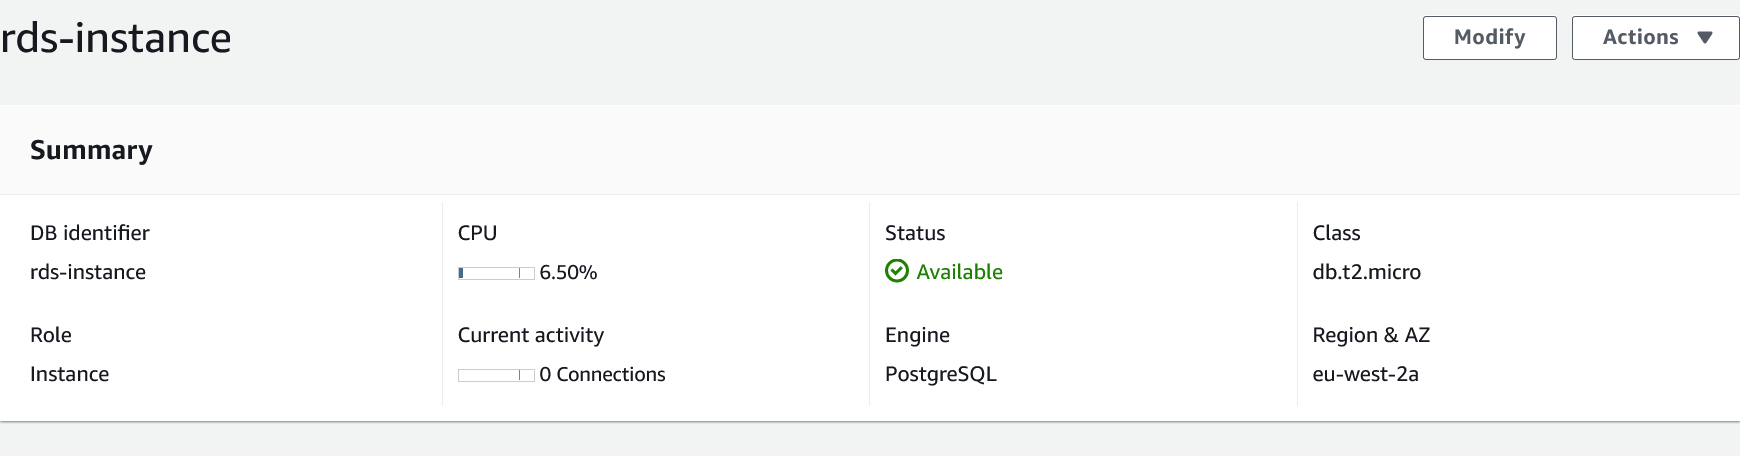 rds-instance
Modify
Actions
Summary
DB identifier
rds-instance
CPU
6.50%
Status
Available
Class
db.t2.micro
Role
Instance
Current activity
0 Connections
Engine
PostgreSQL
Region & AZ
eu-west-2a